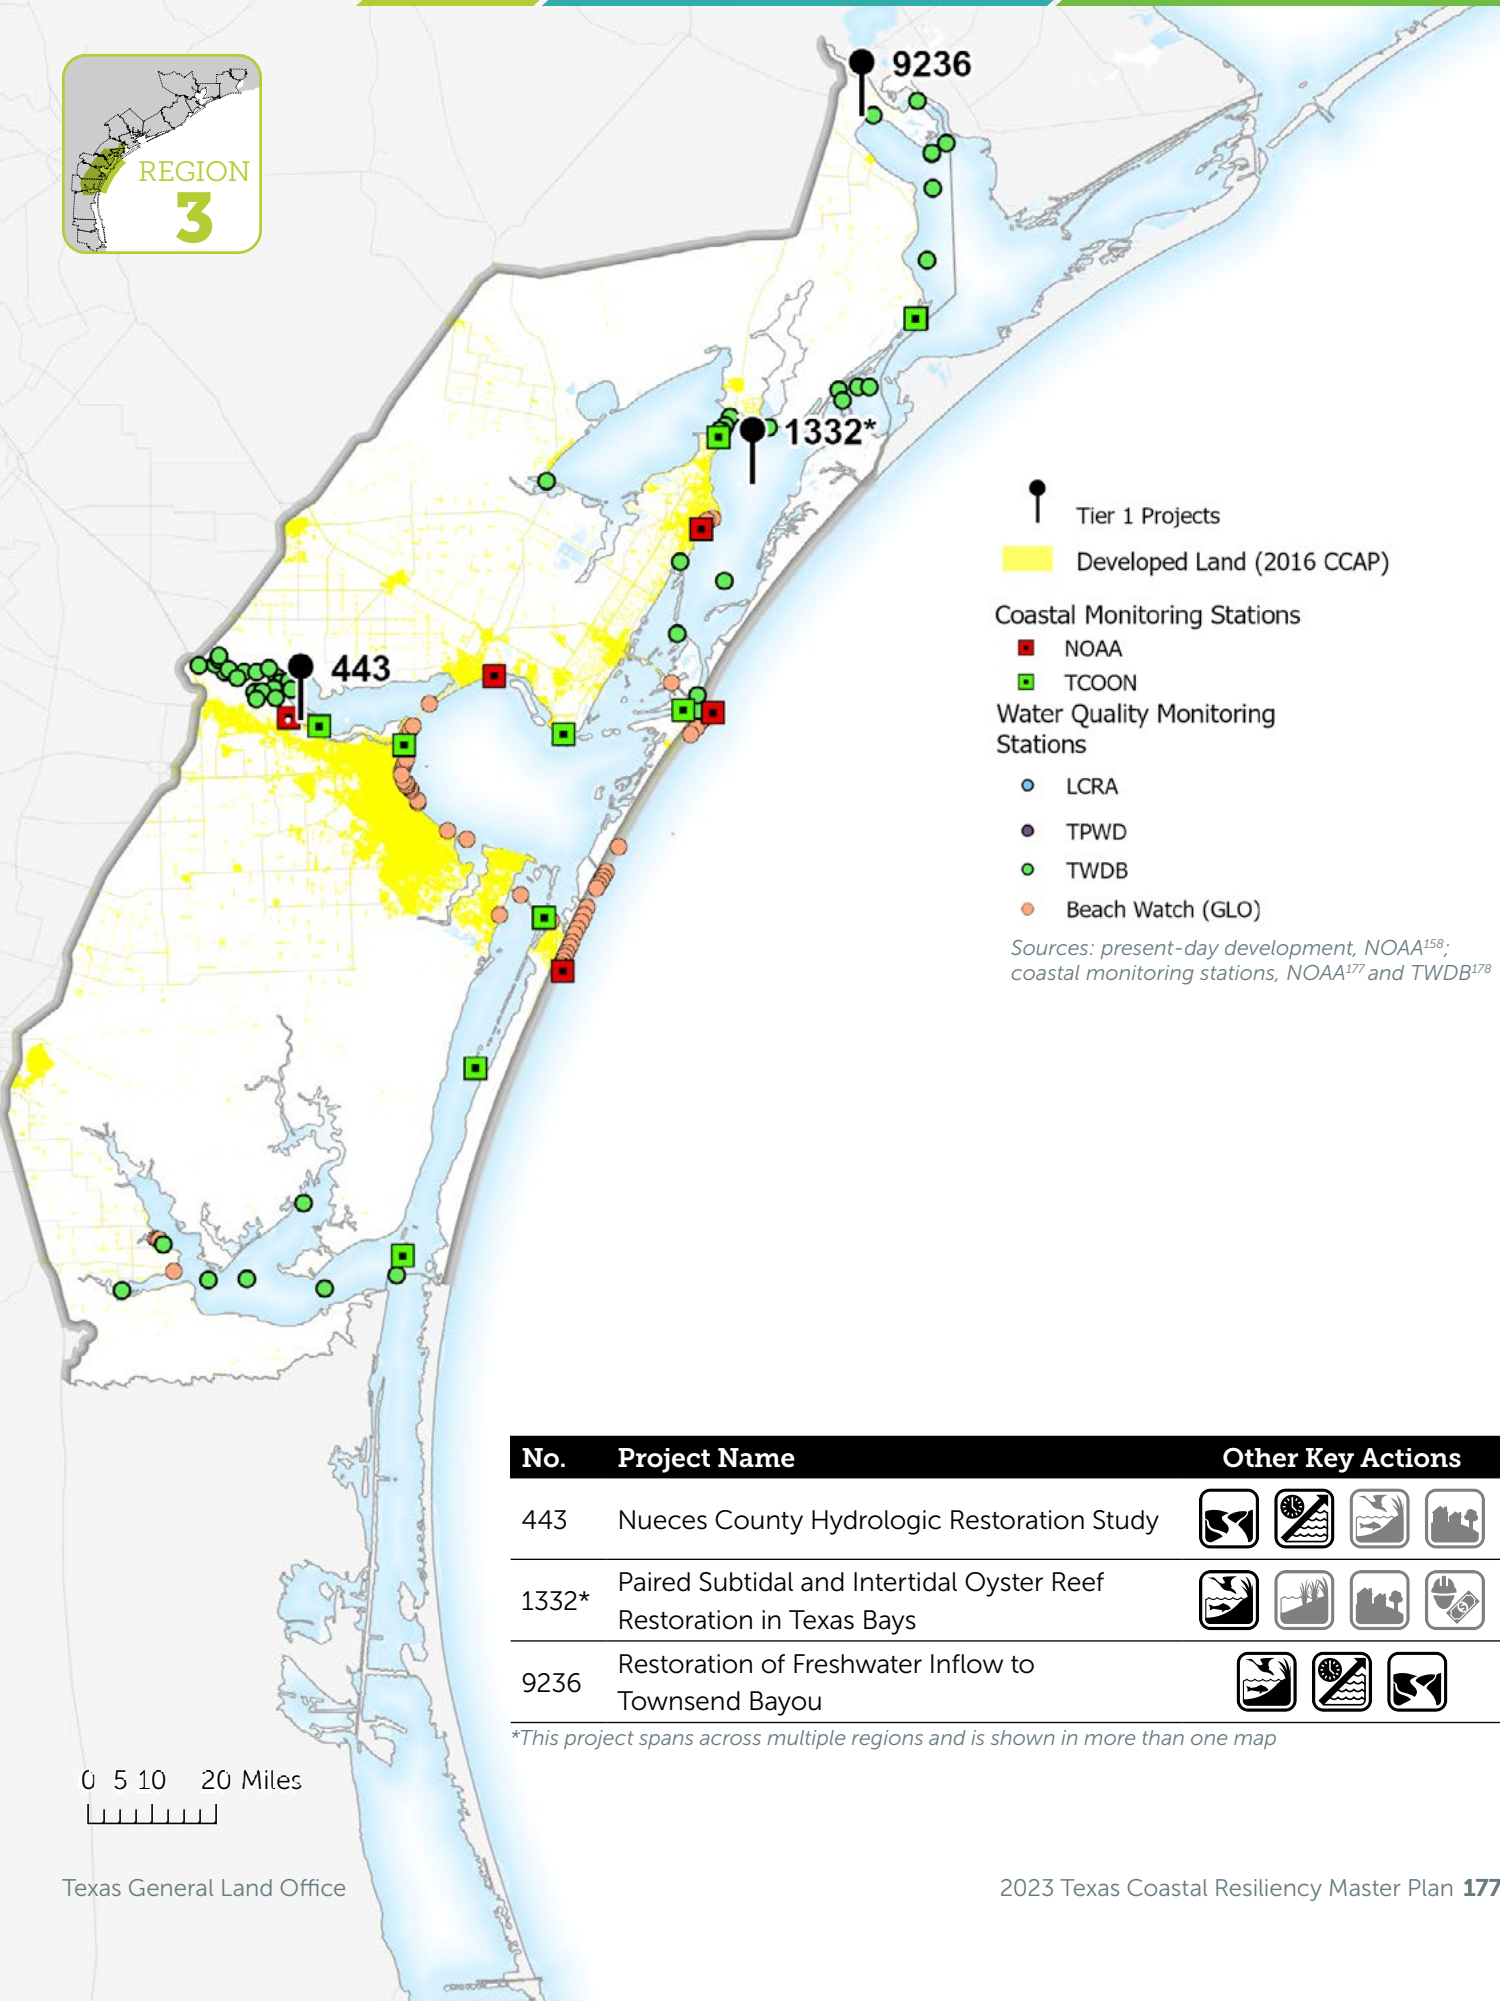 REGION
3
9236
1332*
443
Tier 1 Projects
Developed Land (2016 CCAP)
Coastal Monitoring Stations
NOAA
TCOON
Water Quality Monitoring
Stations
LCRA
TPWD
TWDB
Beach Watch (GLO)
Sources: present-day development, NOAA158;
coastal monitoring stations, NOAA177 and TWDB178
No. Project Name Other Key Actions
443 Nueces County Hydrologic Restoration Study
1332* Paired Subtidal and Intertidal Oyster Reef
Restoration in Texas Bays
9236 Restoration of Freshwater Inflow to
Townsend Bayou
*This project spans across multiple regions and is shown in more than one map
0 5 10 20 Miles
Texas General Land Office
2023 Texas Coastal Resiliency Master Plan 177